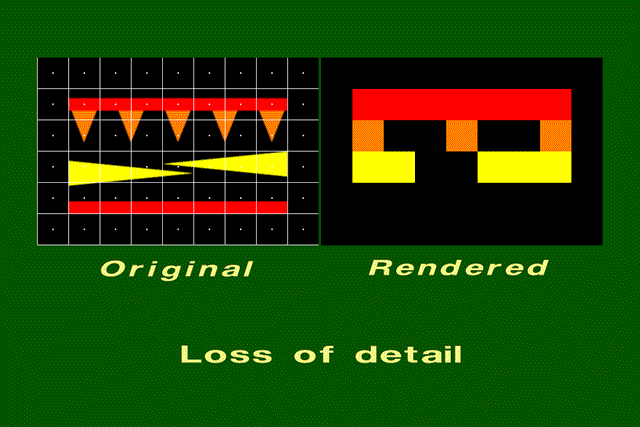 Original
Rendered
Loss of detail